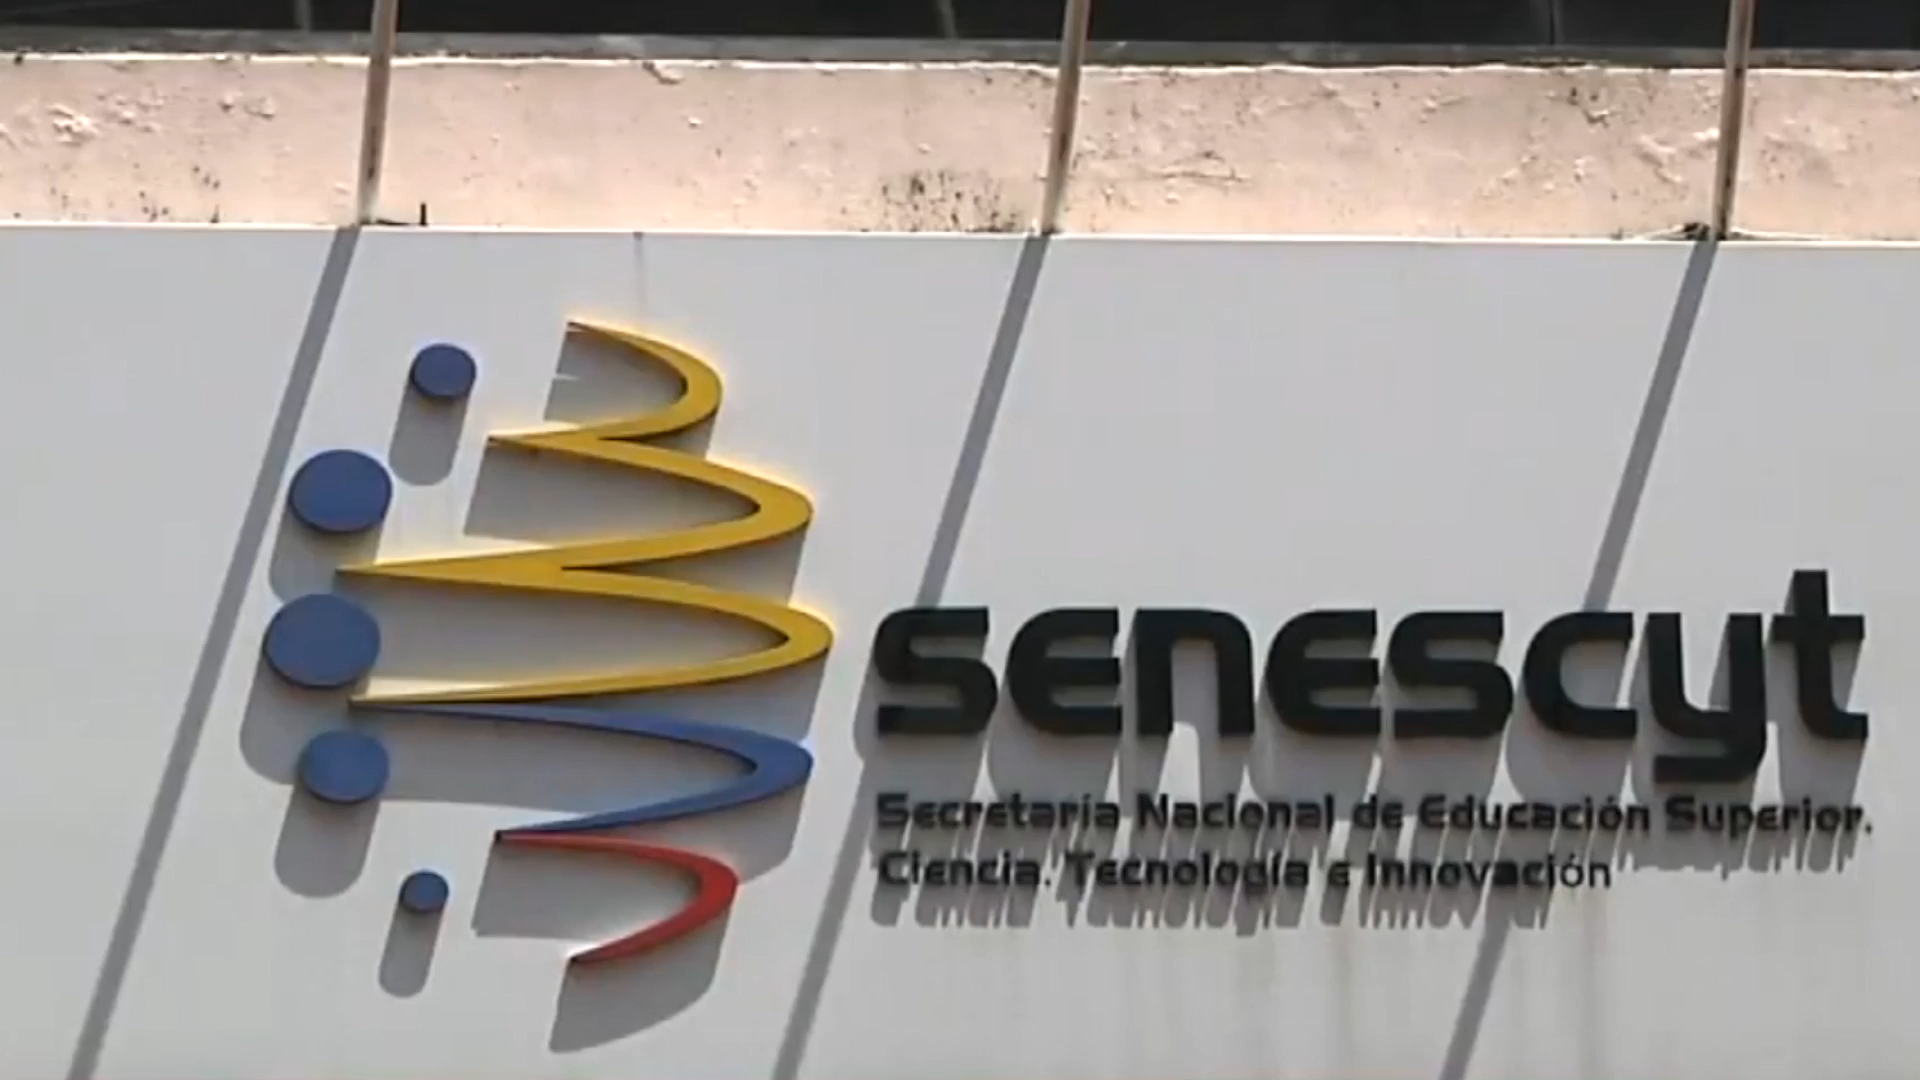 senescyt
Secretaría Nacional de Educación Superior,
Ciencia, Tecnología e Innovación